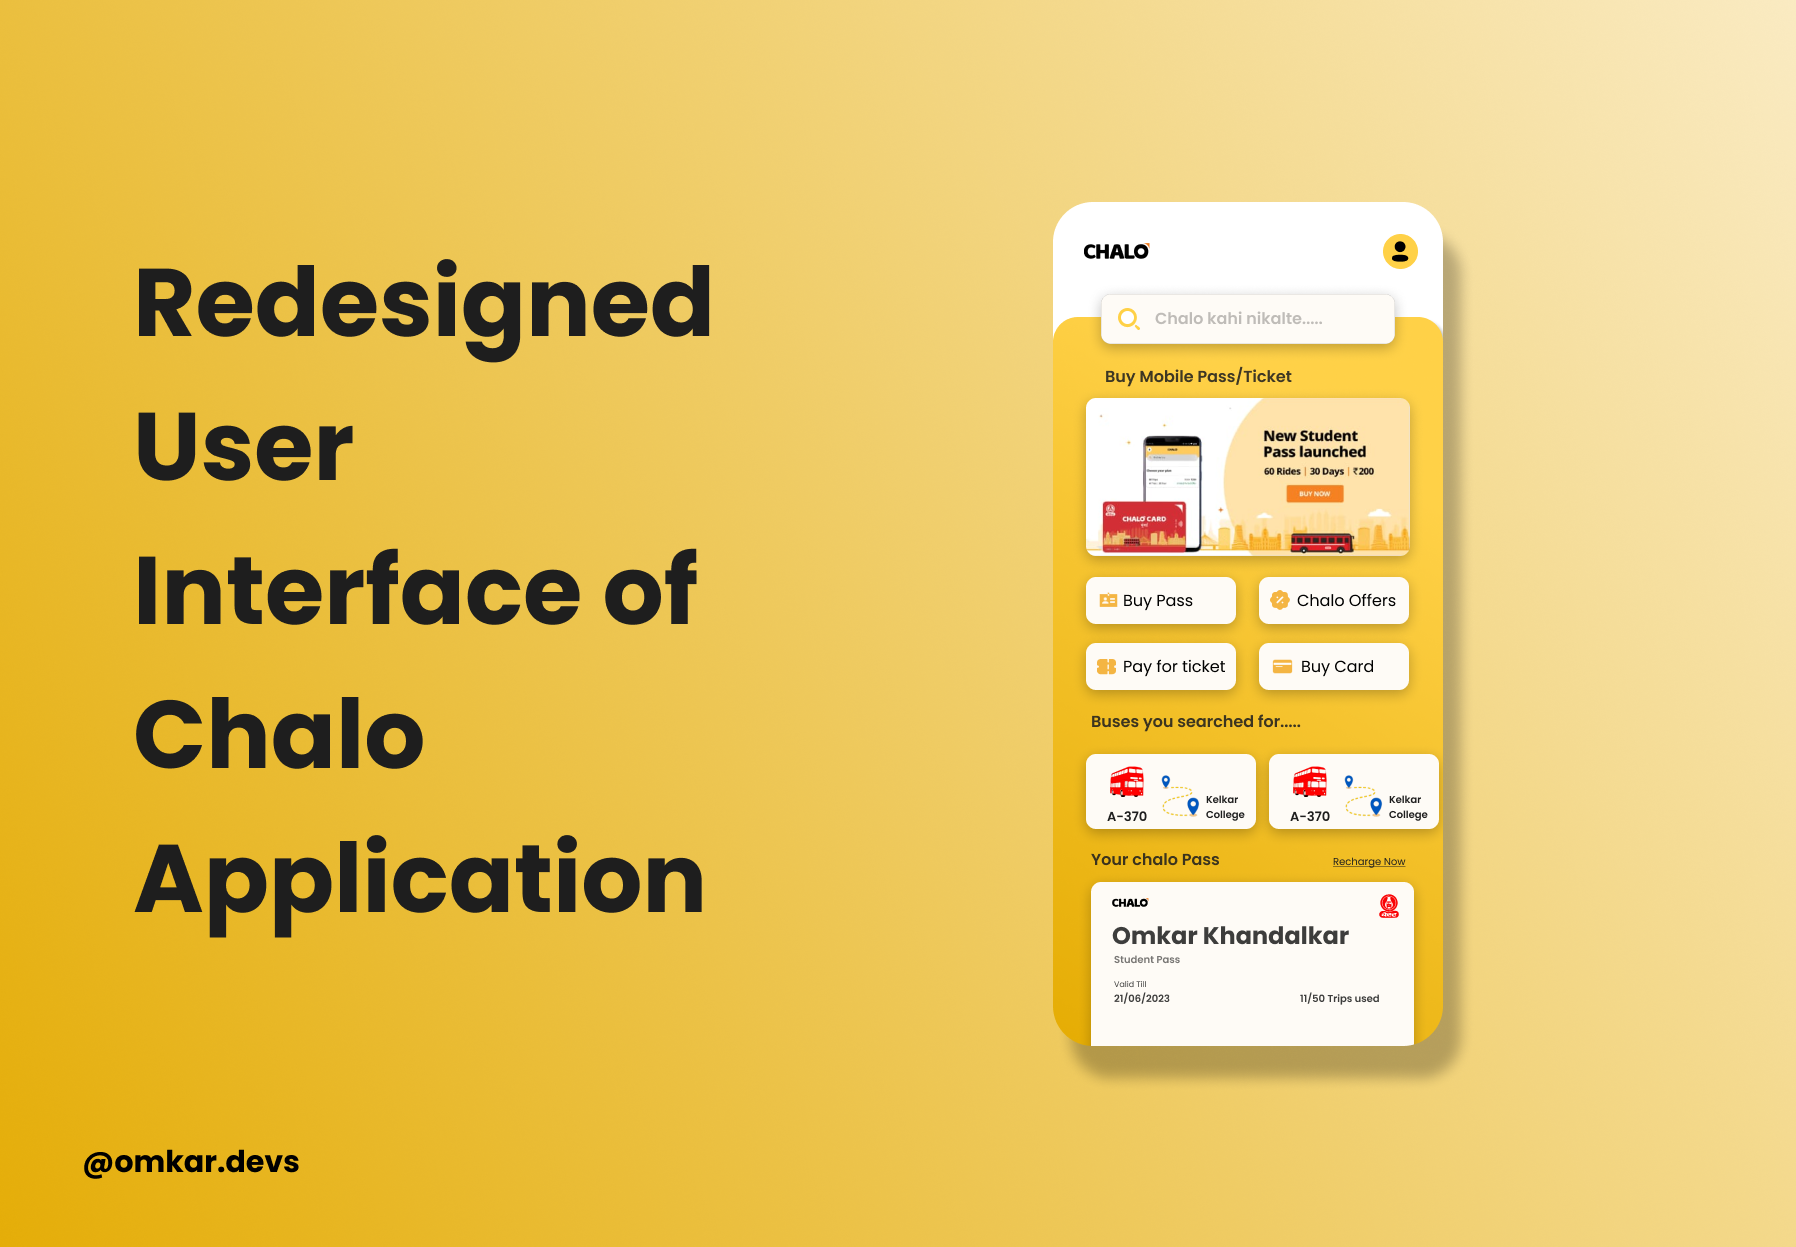 Redesigned
User
Interface of
Chalo
Application
@omkar.devs
CHALO
Chalo kahi nikalte.....
Buy Mobile Pass/Ticket
New Student
Pass launched
60 Rides | 30 Days | ₹200
BUY NOW
CHALO CARD
Buy Pass
Chalo Offers
Pay for ticket
Buy Card
Buses you searched for.....
A-370
Kelkar
College
A-370
Kelkar
College
Your chalo Pass
Recharge Now
CHALO
Omkar Khandalkar
Student Pass
Valid Till
21/06/2023
11/50 Trips used